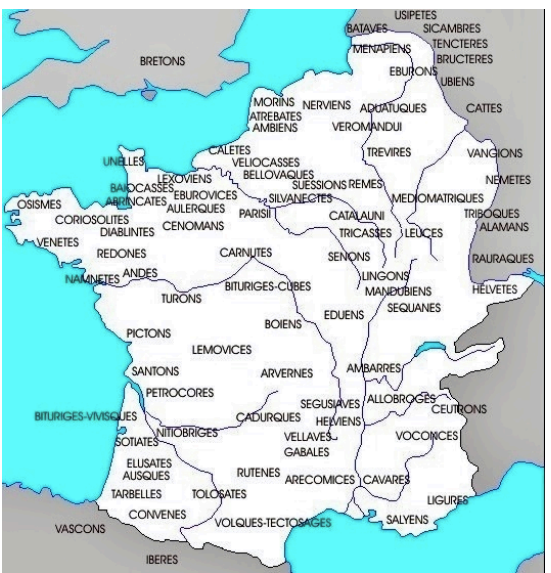 USIPETES
BATAVES SICAMBRES
MENAPIENS TENCTERES
BRUCTERES
BRETONS
EBURONS
UBIENS
MORINS NERVIENS ADUATUQUES CATTES
ATREBATES
AMBIENS VEROMANDUI
CALETES TREVIRES VANGIONS
UNELLES VELIOCASSES
LEXOVIENS BELLOVAQUES NEMETES
BAIOCASSES EBUROVICES SUESSIONS REMES
ABRINCATES SILVANECTES MEDIOMATRIQUES
OSISMES AULERQUES PARISII CATALAUNI TRIBOQUES
CORIOSOLITES CENOMANS ALAMANS
DIABLINTES TRICASSES LEUCES
VENETES
REDONES CARNUTES SENONS RAURAQUES
NAMNETES ANDES LINGONS
BITURIGES-CUBES MANDUBIENS HELVETES
TURONS SEQUANES
EDUENS
BOIENS
PICTONS
LEMOVICES
SANTONS ARVERNES AMBARRES
PETROCORES
SEGUSIAVES ALLOBROGES
BITURIGES-VIVISQUES CADURQUES CEUTRONS
HELVIENS
NITIOBRIGES
SOTIATES VELLAVES VOCONCES
GABALES
ELUSATES
AUSQUES RUTENES
ARECOMICES CAVARES
TARBELLES TOLOSATES
LIGURES
CONVENES
VASCONS VOLQUES-TECTOSAGES SALYENS
IBERES